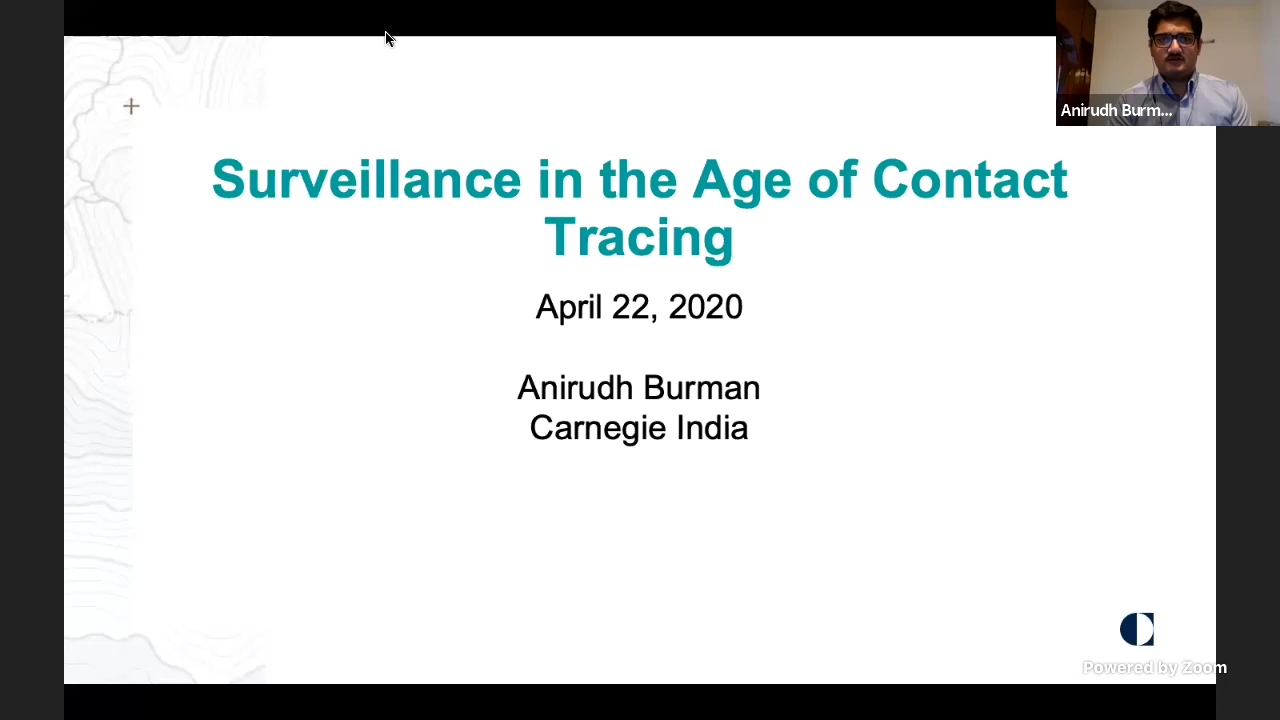 Anirudh Burm...
Surveillance in the Age of Contact
Tracing
April 22, 2020
Anirudh Burman
Carnegie India
Powered by Zoom